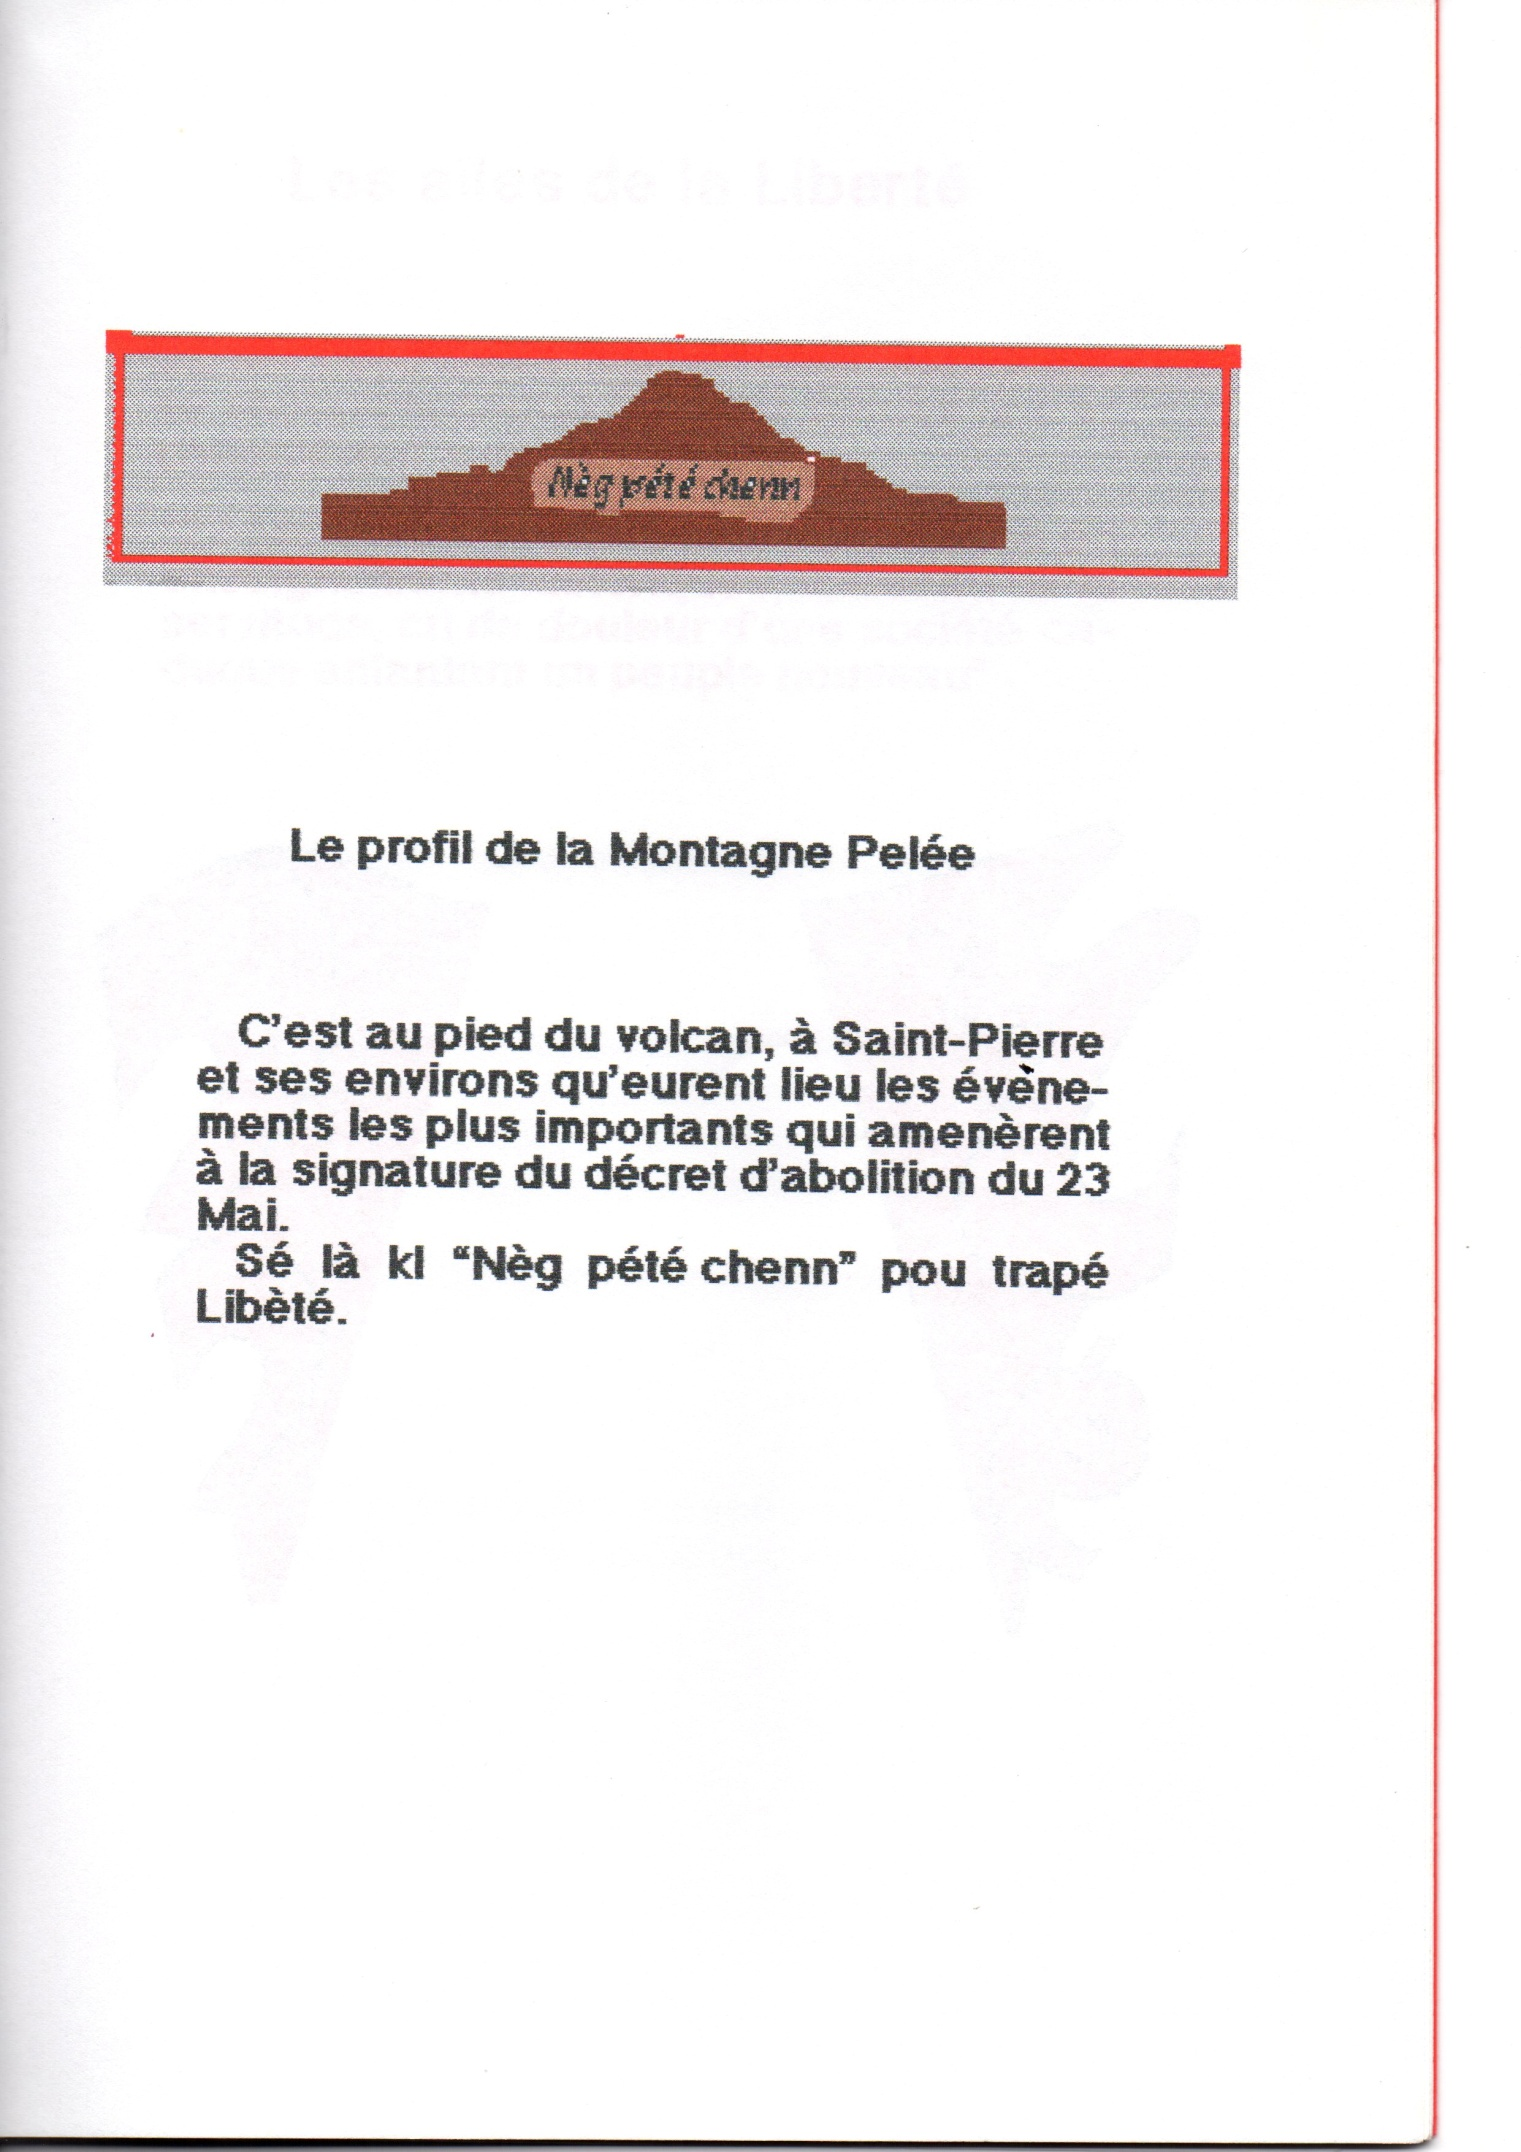 Nèg pété chenn
Le profil de la Montagne Pelée
C'est au pied du volcan, à Saint-Pierre
et ses environs qu'eurent lieu les évène-
ments les plus importants qui amenèrent
à la signature du décret d'abolition du 23
Mai.
Sé là kI “Nèg pété chenn” pou trapé
Libèté.